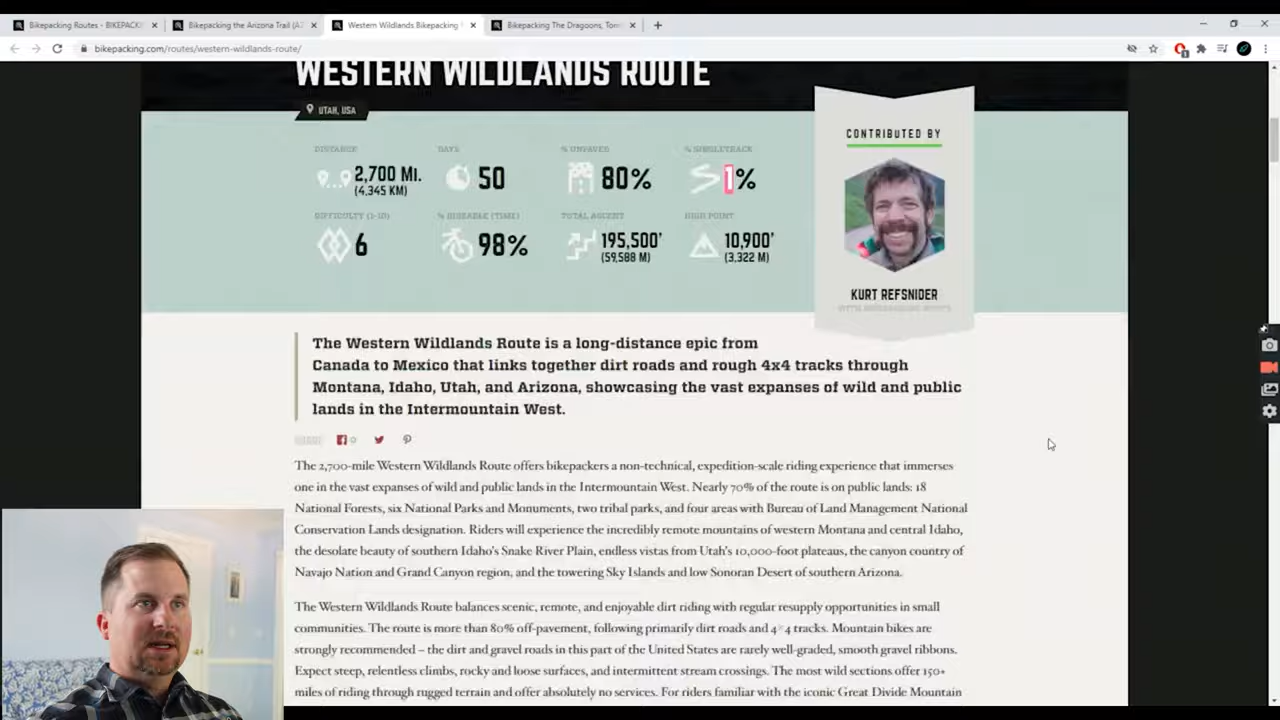 Bikepacking Routes - BIKEPACKI
Bikepacking the Arizona Trail (A
Western Wildlands Bikepacking
Bikepacking The Dragoons, Tom
bikepacking.com/routes/western-wildlands-route/
WESTERN WILDLANDS ROUTE
UTAH, USA
DISTANCE
DAYS
% UNPAVED
% SINGLETRACK
2,700 MI.
(4,345 KM)
50
80%
1%
DIFFICULTY (1-10)
% RIDEABLE (TIME)
TOTAL ASCENT
HIGH POINT
6
98%
195,500'
(59,588 M)
10,900'
(3,322 M)
CONTRIBUTED BY
KURT REFSNIDER
The Western Wildlands Route is a long-distance epic from
Canada to Mexico that links together dirt roads and rough 4x4 tracks through
Montana, Idaho, Utah, and Arizona, showcasing the vast expanses of wild and public
lands in the Intermountain West.
SHARE
0
The 2,700-mile Western Wildlands Route offers bikepackers a non-technical, expedition-scale riding experience that immerses
one in the vast expanses of wild and public lands in the Intermountain West. Nearly 70% of the route is on public lands: 18
National Forests, six National Parks and Monuments, two tribal parks, and four areas with Bureau of Land Management National
Conservation Lands designation. Riders will experience the incredibly remote mountains of western Montana and central Idaho,
the desolate beauty of southern Idaho's Snake River Plain, endless vistas from Utah's 10,000-foot plateaus, the canyon country of
Navajo Nation and Grand Canyon region, and the towering Sky Islands and low Sonoran Desert of southern Arizona.
The Western Wildlands Route balances scenic, remote, and enjoyable dirt riding with regular resupply opportunities in small
communities. The route is more than 80% off-pavement, following primarily dirt roads and 4×4 tracks. Mountain bikes are
strongly recommended – the dirt and gravel roads in this part of the United States are rarely well-graded, smooth gravel ribbons.
Expect steep, relentless climbs, rocky and loose surfaces, and intermittent stream crossings. The most wild sections offer 150+
miles of riding through rugged terrain and offer absolutely no services. For riders familiar with the iconic Great Divide Mountain